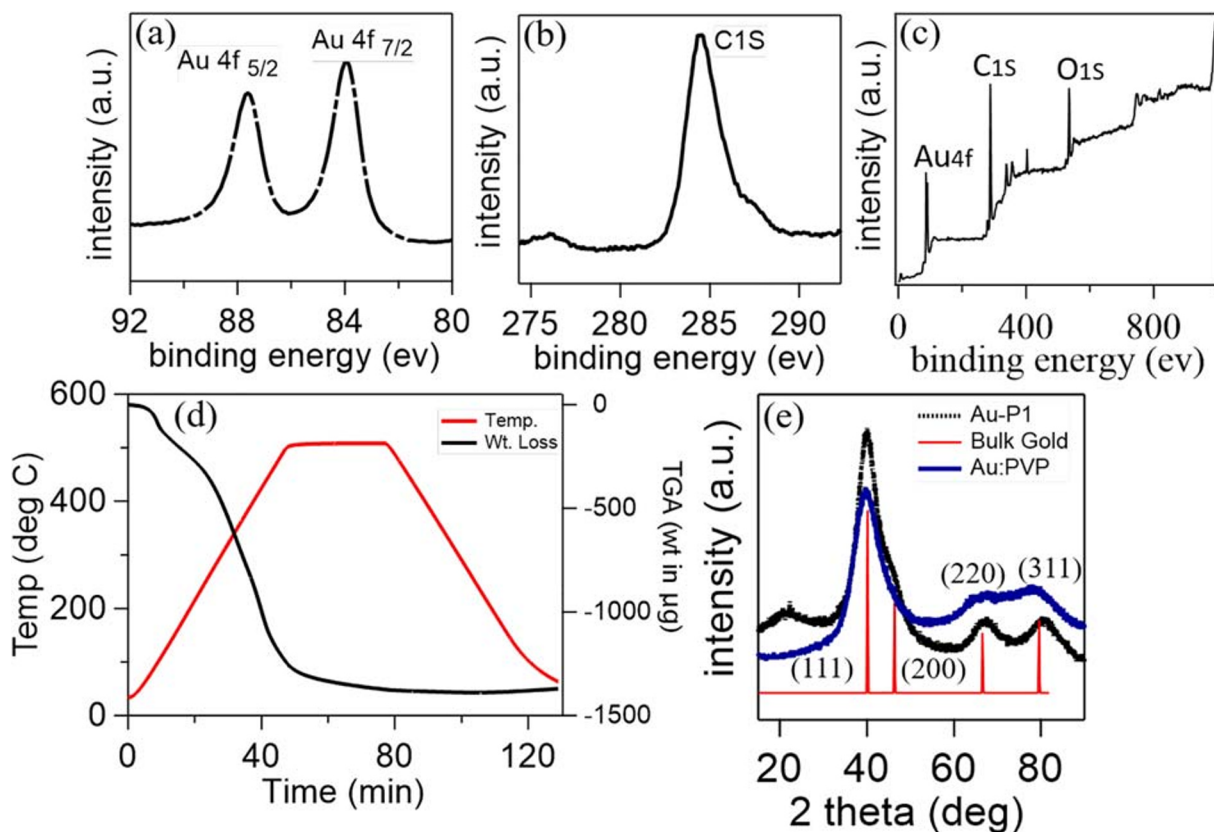 (a)
Au 4f 5/2
Au 4f 7/2
intensity (a.u.)
92 88 84 80
binding energy (ev)
(b)
C1S
intensity (a.u.)
275 280 285 290
binding energy (ev)
(c)
Au4f
C1S
O1S
intensity (a.u.)
0 400 800
binding energy (ev)
(d)
Temp.
Wt. Loss
600
400
200
0
Temp (deg C)
0
-500
-1000
-1500
TGA (wt in μg)
0 40 80 120
Time (min)
(e)
Au-P1
Bulk Gold
Au:PVP
(111)
(200)
(220)
(311)
intensity (a.u.)
20 40 60 80
2 theta (deg)